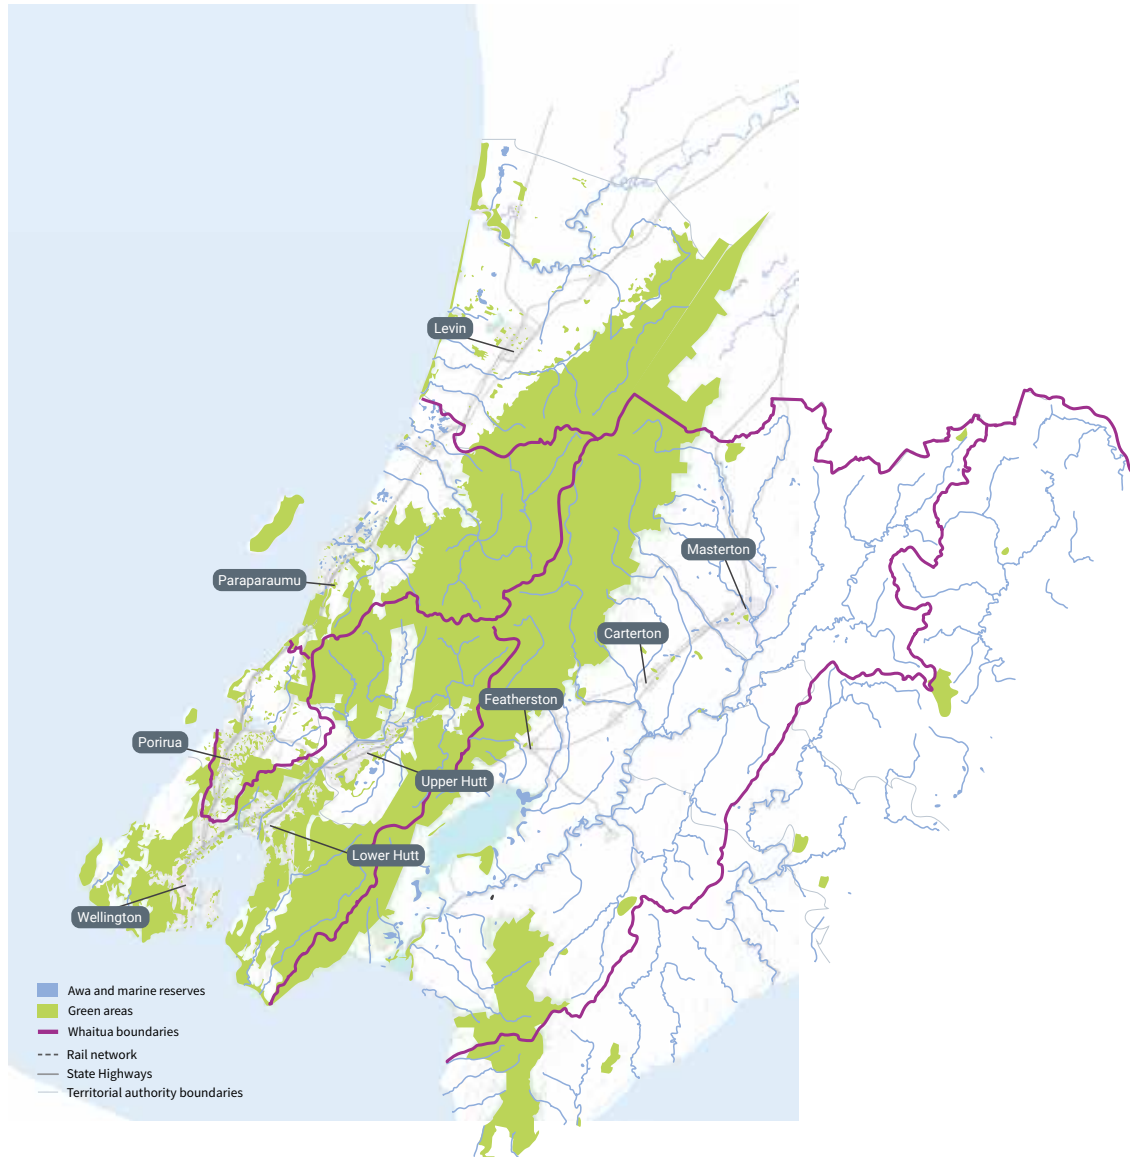 Levin
Masterton
Paraparaumu
Carterton
Featherston
Porirua
Upper Hutt
Lower Hutt
Wellington
Awa and marine reserves
Green areas
Whaitua boundaries
Rail network
State Highways
Territorial authority boundaries